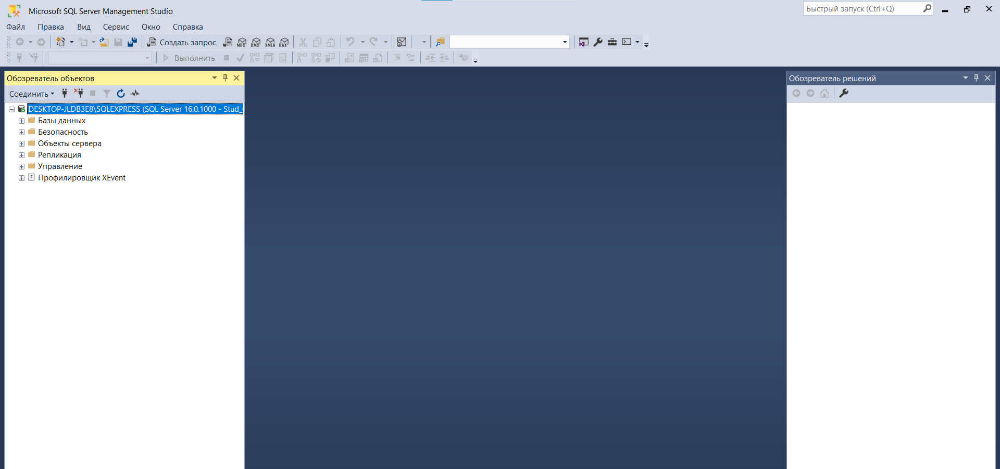 Microsoft SQL Server Management Studio
Быстрый запуск (Ctrl+Q)
Файл Правка Вид Сервис Окно Справка
Создать запрос MDX DMX XMLA DAX
Выполнить
Обозреватель объектов
Обозреватель решений
Соединить
DESKTOP-JLDB3E8\SQLEXPRESS (SQL Server 16.0.1000 - Stud_
Базы данных
Безопасность
Объекты сервера
Репликация
Управление
Профилировщик XEvent